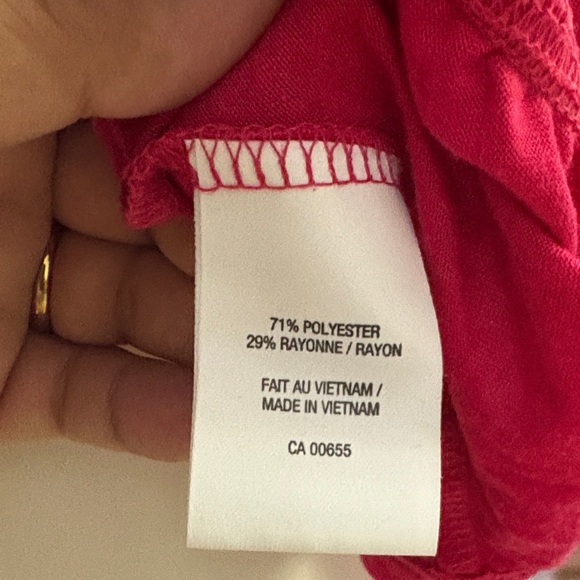 71% POLYESTER
29% RAYONNE / RAYON
FAIT AU VIETNAM /
MADE IN VIETNAM
CA 00655